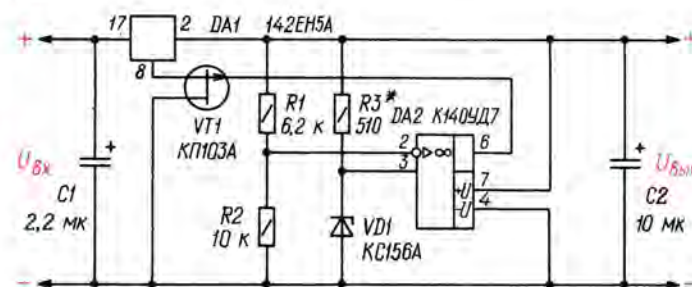 17 2 DA1 142ЕН5А
+ +
8
VT1
КП103А
R1
6,2 к
R3*
510
DA2 К140УД7
2 ▷∞ 6
3
+U 7
-U 4
Uвх
C1
2,2 мк
+
R2
10 к
VD1
КС156А
+
Uвых
C2
10 мк
- -